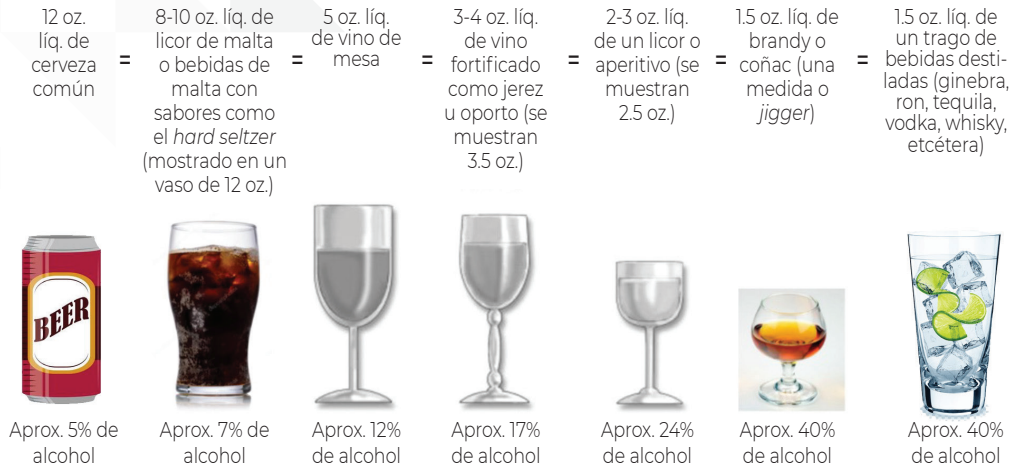 12 oz.
líq. de
cerveza
común
=
8-10 oz. líq. de
licor de malta
o bebidas de
malta con
sabores como
el hard seltzer
(mostrado en un
vaso de 12 oz.)
=
5 oz. líq.
de vino de
mesa
=
3-4 oz. líq.
de vino
fortificado
como jerez
u oporto (se
muestran
3.5 oz.)
=
2-3 oz. líq.
de un licor o
aperitivo (se
muestran
2.5 oz.)
=
1.5 oz. líq. de
brandy o
coñac (una
medida o
jigger)
=
1.5 oz. líq. de
un trago de
bebidas desti-
ladas (ginebra,
ron, tequila,
vodka, whisky,
etcétera)
BEER
Aprox. 5% de
alcohol
Aprox. 7% de
alcohol
Aprox. 12%
de alcohol
Aprox. 17%
de alcohol
Aprox. 24%
de alcohol
Aprox. 40%
de alcohol
Aprox. 40%
de alcohol